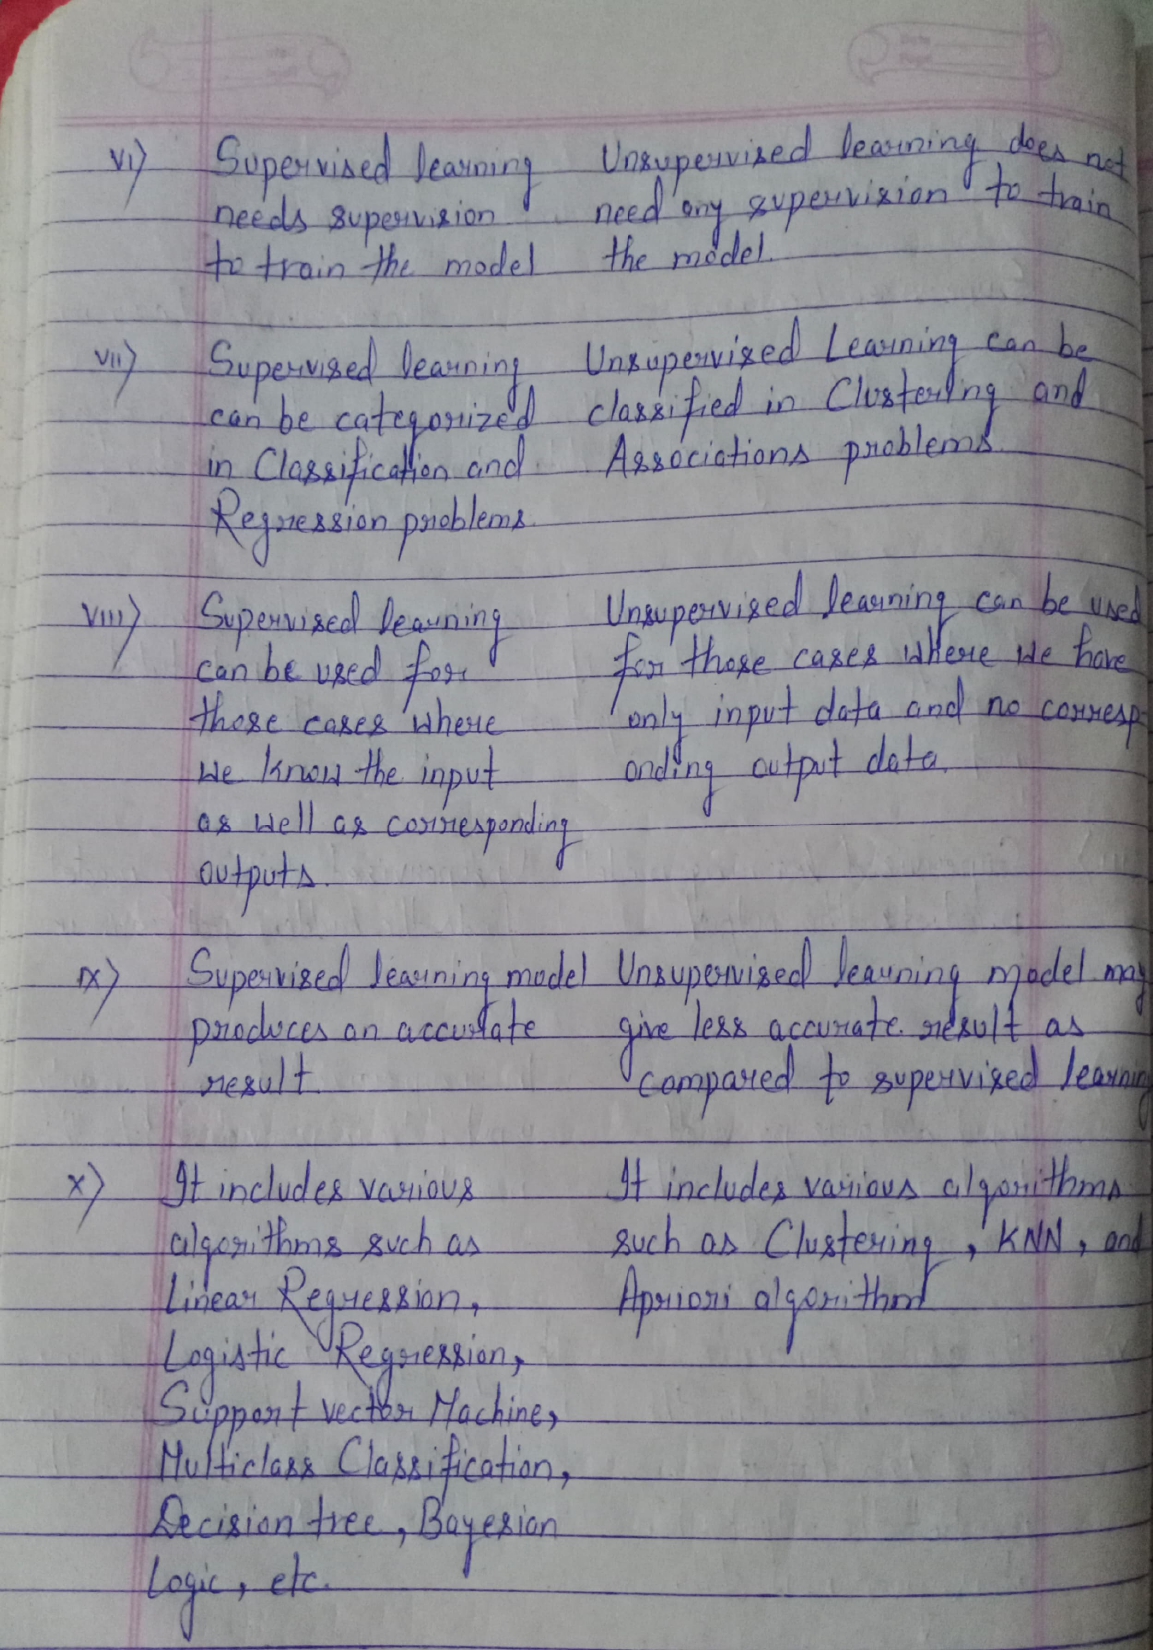 vi) Supervised learning Unsupervised learning does not
needs supervision need any supervision to train
to train the model the model.
vii) Supervised learning Unsupervised Learning can be
can be categorized classified in Clustering and
in Classification and Associations problems.
Regression problems.
viii) Supervised learning Unsupervised learning can be used
can be used for for those cases where we have
those cases where only input data and no corresp-
we know the input onding output data.
as well as corresponding
outputs.
ix) Supervised learning model Unsupervised learning model may
produces an accurate give less accurate result as
result. compared to supervised learning
x) It includes various It includes various algorithms
algorithms such as such as Clustering, KNN, and
Linear Regression, Apriori algorithm
Logistic Regression,
Support vector Machine,
Multiclass Classification,
Decision tree, Bayesian
Logic, etc.